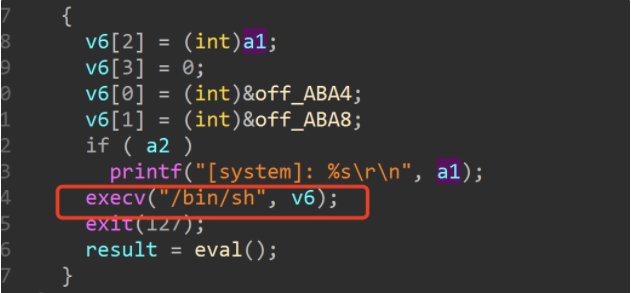 7 {
8 v6[2] = (int)a1;
9 v6[3] = 0;
0 v6[0] = (int)&off_ABA4;
1 v6[1] = (int)&off_ABA8;
2 if ( a2 )
3 printf("[system]: %s\r\n", a1);
4 execv("/bin/sh", v6);
5 exit(127);
6 result = eval();
7 }